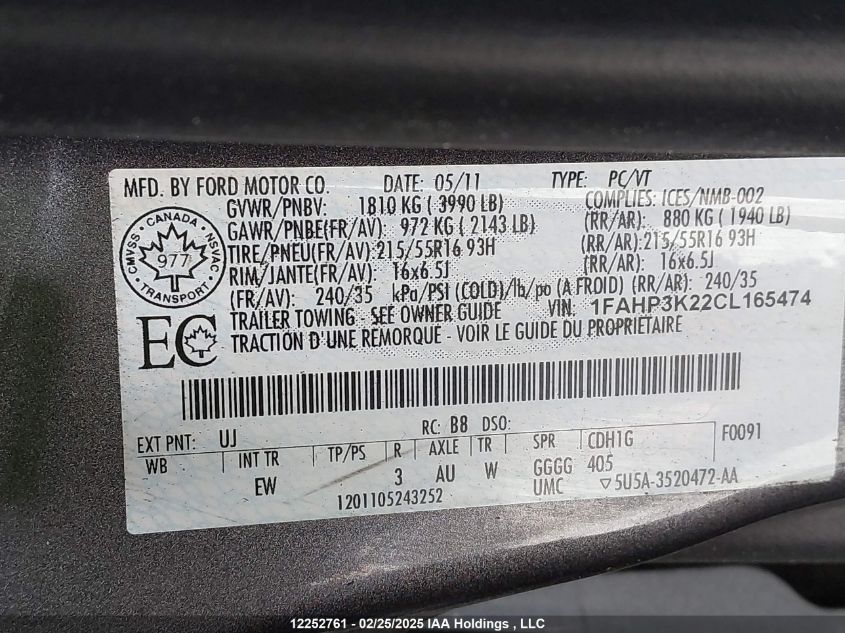 MFD. BY FORD MOTOR CO. DATE: 05/11 TYPE: PC/VT
GVWR/PNBV: 1810 KG ( 3990 LB) COMPLIES: ICES/NMB-002
GAWR/PNBE(FR/AV): 972 KG ( 2143 LB) (RR/AR): 880 KG ( 1940 LB)
TIRE/PNEU(FR/AV):215/55R16 93H (RR/AR):215/55R16 93H
RIM/JANTE(FR/AV): 16x6.5J (RR/AR): 16x6.5J
(FR/AV): 240/35 kPa/PSI (COLD)/lb/po (A FROID) (RR/AR): 240/35
TRAILER TOWING - SEE OWNER GUIDE VIN: 1FAHP3K22CL165474
TRACTION D'UNE REMORQUE - VOIR LE GUIDE DU PROPRIÉTAIRE
CMVSS - CANADA - NSVAC
977
TRANSPORT
EC
EXT PNT: UJ RC: B8 DSO: F0091
WB INT TR TP/PS R AXLE TR SPR CDH1G
EW 3 AU W GGGG 405
UMC ▽5U5A-3520472-AA
1201105243252
12252761 - 02/25/2025 IAA Holdings , LLC